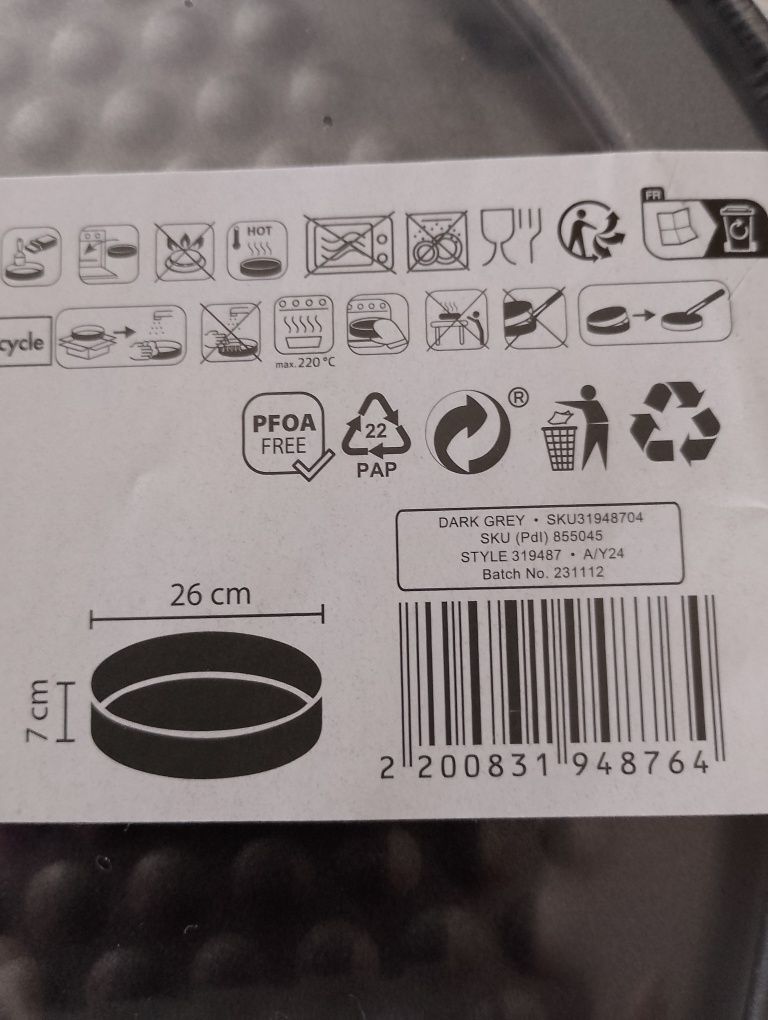 FR
HOT
cycle
max.220°C
PFOA
FREE
®
22
PAP
DARK GREY • SKU31948704
SKU (PdI) 855045
STYLE 319487 • A/Y24
Batch No. 231112
26 cm
7 cm
2 200831 948764